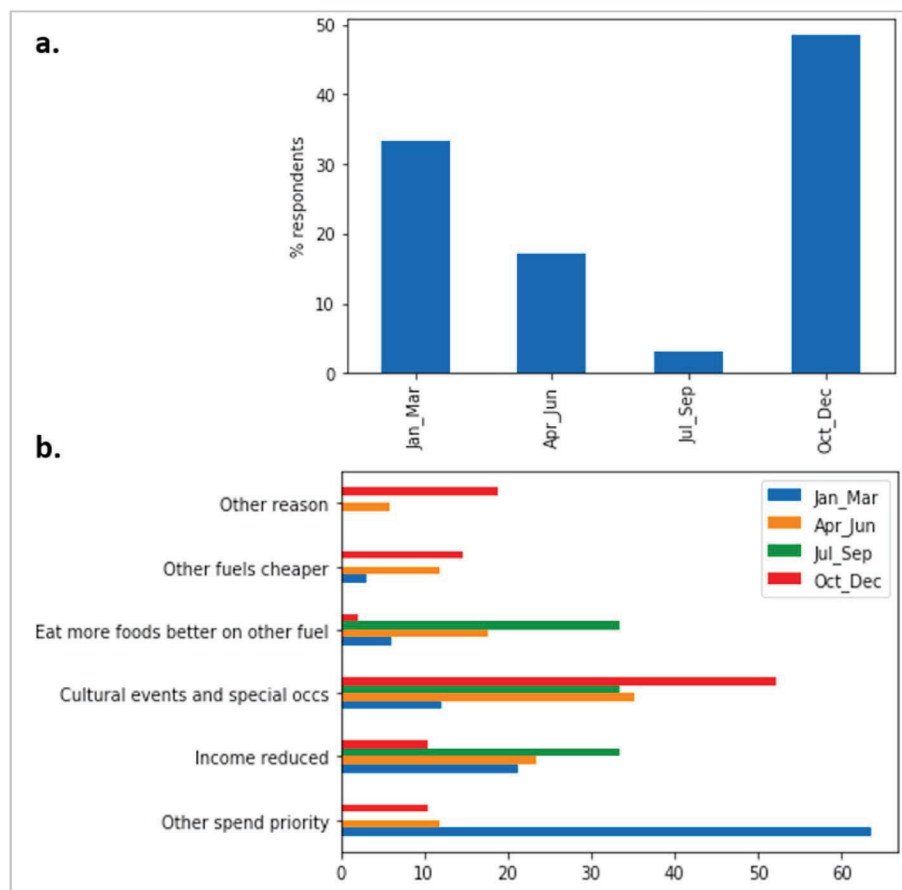 a.
50
40
30
20
10
0
% respondents
Jan_Mar
Apr_Jun
Jul_Sep
Oct_Dec
b.
Other reason
Other fuels cheaper
Eat more foods better on other fuel
Cultural events and special occs
Income reduced
Other spend priority
Jan_Mar
Apr_Jun
Jul_Sep
Oct_Dec
0 10 20 30 40 50 60